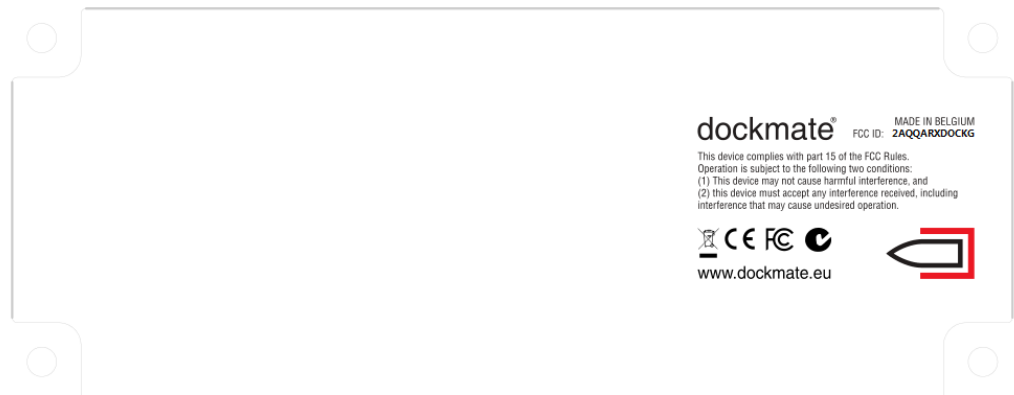 dockmate®
MADE IN BELGIUM
FCC ID: 2AQQARXDOCKG
This device complies with part 15 of the FCC Rules.
Operation is subject to the following two conditions:
(1) This device may not cause harmful interference, and
(2) this device must accept any interference received, including
interference that may cause undesired operation.
CE FC
www.dockmate.eu